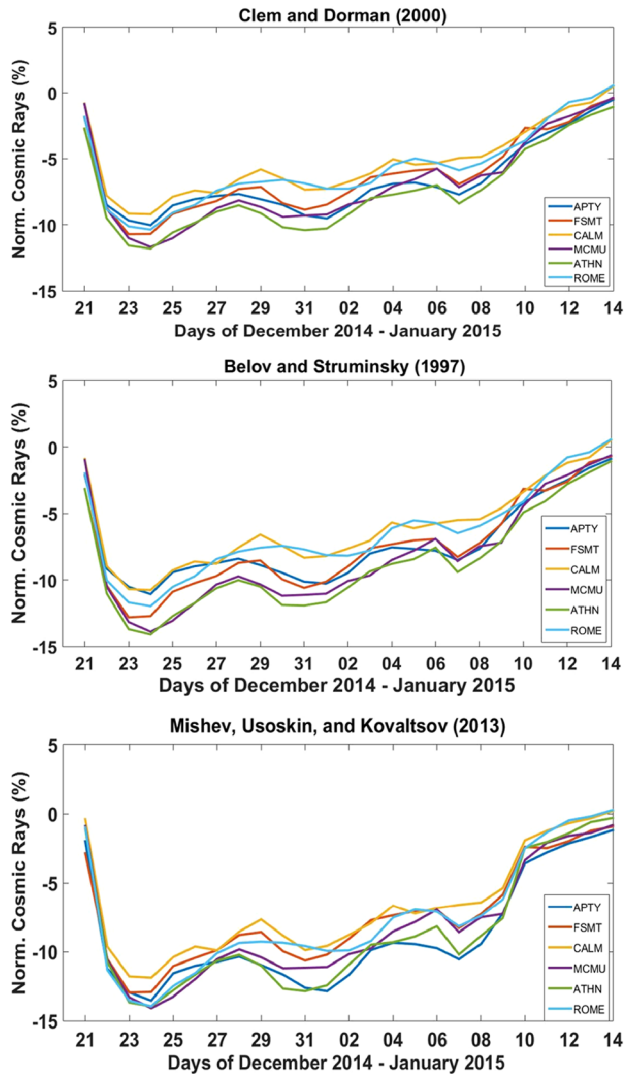 Clem and Dorman (2000)
Norm. Cosmic Rays (%)
5
0
-5
-10
-15
APTY
FSMT
CALM
MCMU
ATHN
ROME
21 23 25 27 29 31 02 04 06 08 10 12 14
Days of December 2014 - January 2015
Belov and Struminsky (1997)
Norm. Cosmic Rays (%)
5
0
-5
-10
-15
APTY
FSMT
CALM
MCMU
ATHN
ROME
21 23 25 27 29 31 02 04 06 08 10 12 14
Days of December 2014 - January 2015
Mishev, Usoskin, and Kovaltsov (2013)
Norm. Cosmic Rays (%)
5
0
-5
-10
-15
APTY
FSMT
CALM
MCMU
ATHN
ROME
21 23 25 27 29 31 02 04 06 08 10 12 14
Days of December 2014 - January 2015